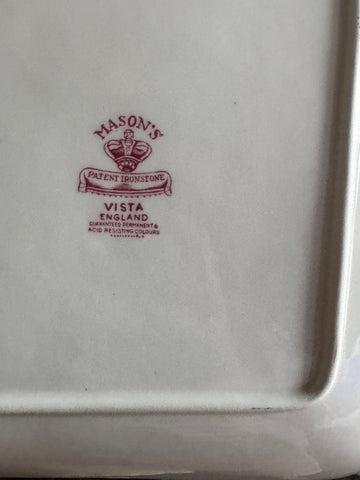 MASON'S
PATENT IRONSTONE
VISTA
ENGLAND
GUARANTEED PERMANENT &
ACID RESISTING COLOURS